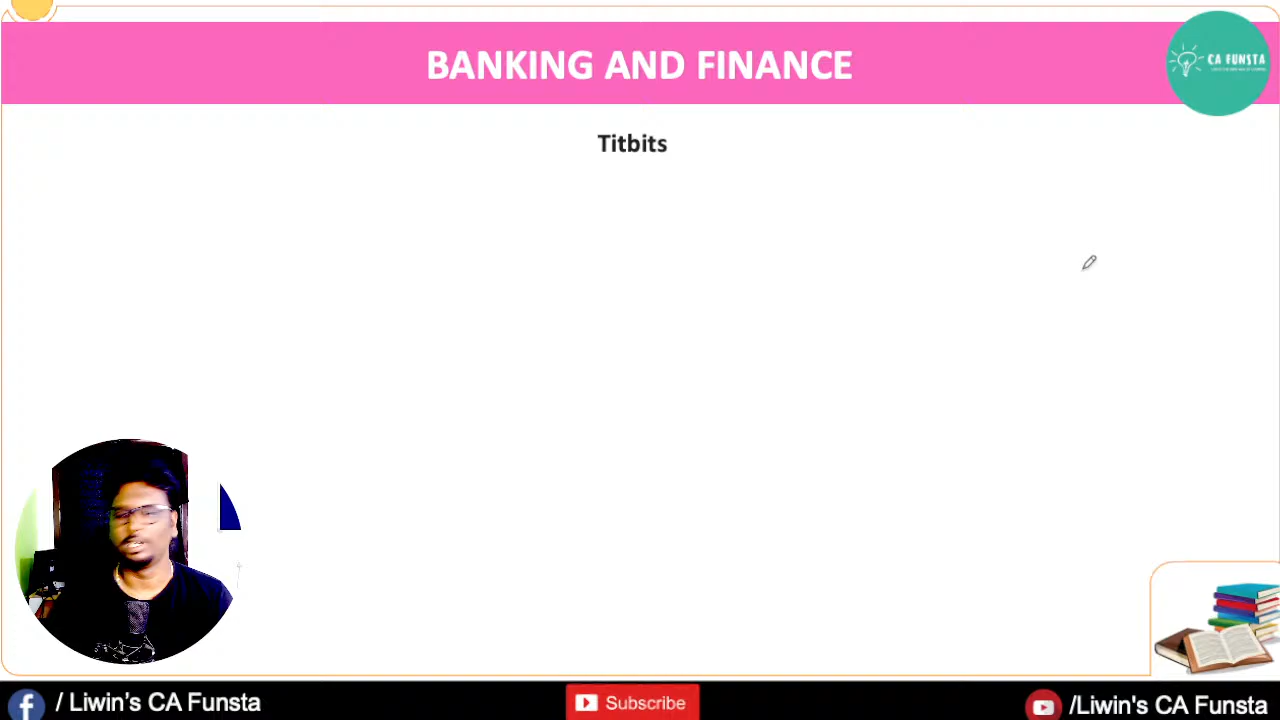 BANKING AND FINANCE
CA FUNSTA
Titbits
/ Liwin's CA Funsta
Subscribe
/Liwin's CA Funsta